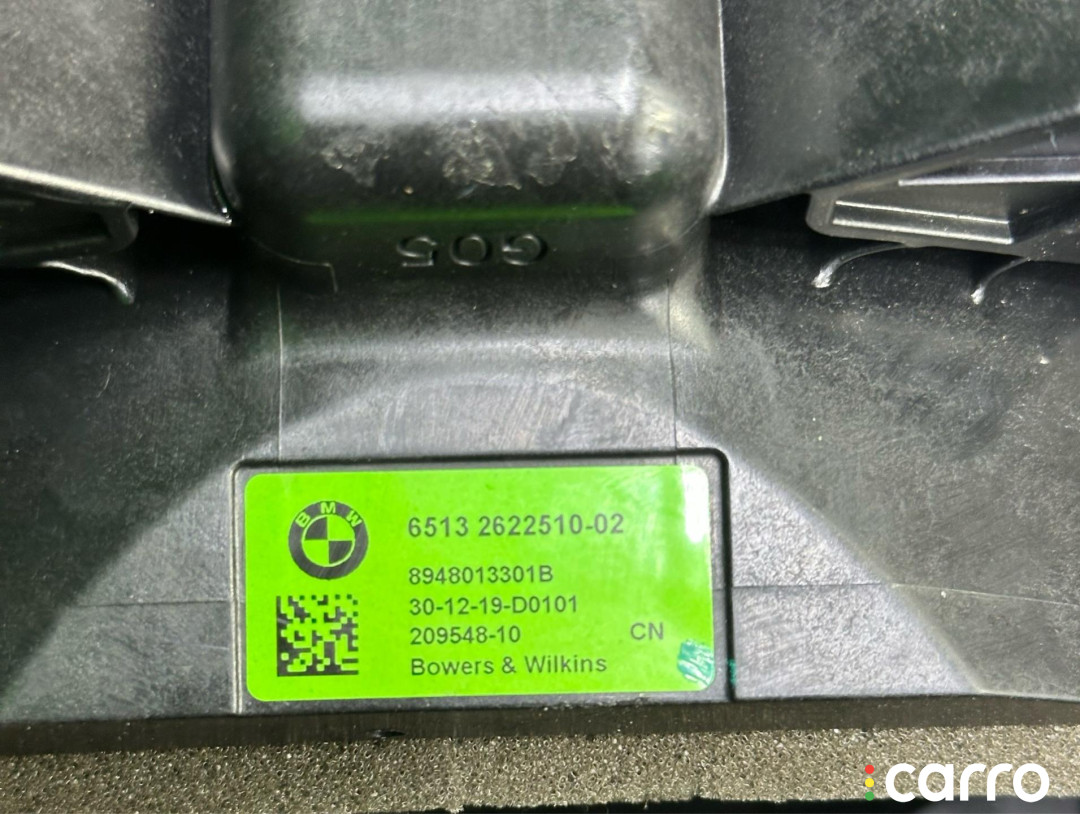 G05
BMW
6513 2622510-02
8948013301B
30-12-19-D0101
209548-10
CN
Bowers & Wilkins
carro